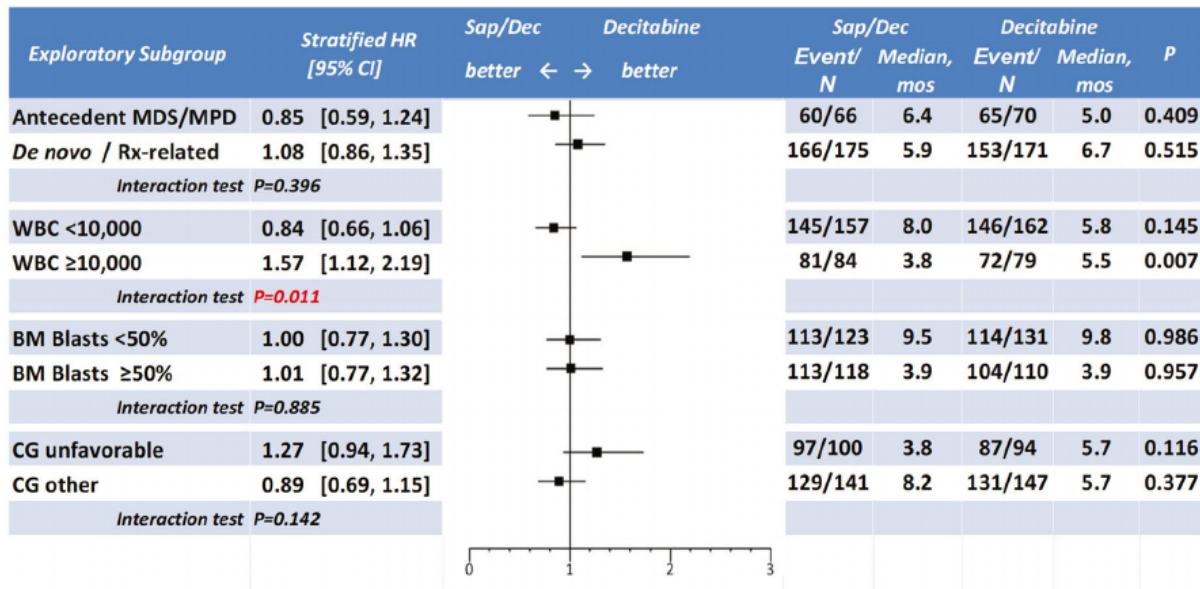 Exploratory Subgroup Stratified HR [95% CI] Sap/Dec better ← → Decitabine better Sap/Dec Event/N Median, mos Decitabine Event/N Median, mos P
Antecedent MDS/MPD 0.85 [0.59, 1.24] 60/66 6.4 65/70 5.0 0.409
De novo / Rx-related 1.08 [0.86, 1.35] 166/175 5.9 153/171 6.7 0.515
Interaction test P=0.396
WBC <10,000 0.84 [0.66, 1.06] 145/157 8.0 146/162 5.8 0.145
WBC ≥10,000 1.57 [1.12, 2.19] 81/84 3.8 72/79 5.5 0.007
Interaction test P=0.011
BM Blasts <50% 1.00 [0.77, 1.30] 113/123 9.5 114/131 9.8 0.986
BM Blasts ≥50% 1.01 [0.77, 1.32] 113/118 3.9 104/110 3.9 0.957
Interaction test P=0.885
CG unfavorable 1.27 [0.94, 1.73] 97/100 3.8 87/94 5.7 0.116
CG other 0.89 [0.69, 1.15] 129/141 8.2 131/147 5.7 0.377
Interaction test P=0.142
0 1 2 3